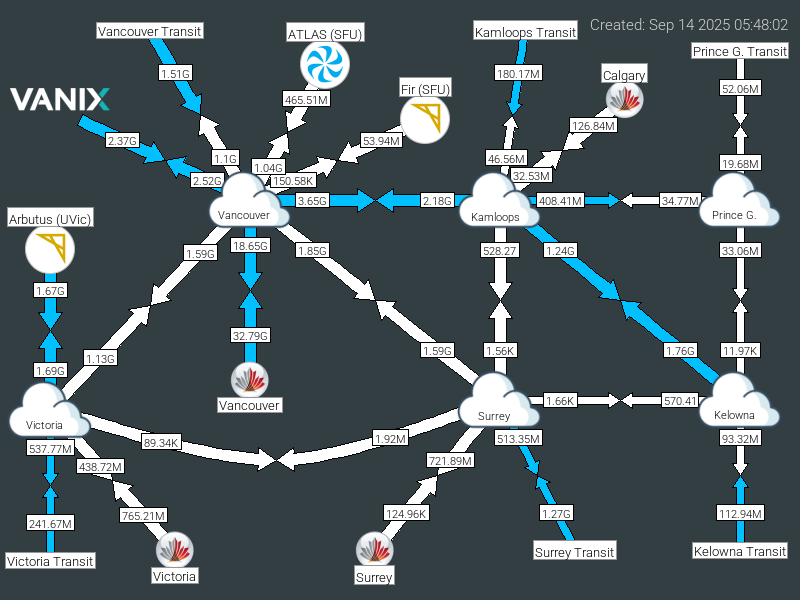 Created: Sep 14 2025 05:48:02
Vancouver Transit
ATLAS (SFU)
Kamloops Transit
Prince G. Transit
1.51G
180.17M
Calgary
VANIX
465.51M
Fir (SFU)
52.06M
2.37G
53.94M
126.84M
1.1G
1.04G
46.56M
19.68M
2.52G
150.58K
32.53M
3.65G
2.18G
408.41M
34.77M
Vancouver
Kamloops
Prince G.
Arbutus (UVic)
1.59G
18.65G
1.85G
528.27
1.24G
33.06M
1.67G
32.79G
1.13G
1.59G
1.56K
1.76G
11.97K
1.69G
Vancouver
1.66K
570.41
Victoria
Surrey
Kelowna
537.77M
89.34K
1.92M
513.35M
93.32M
438.72M
721.89M
241.67M
765.21M
124.96K
1.27G
112.94M
Victoria Transit
Victoria
Surrey
Surrey Transit
Kelowna Transit